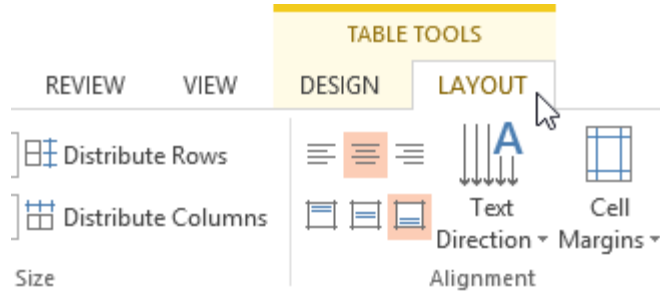 TABLE TOOLS
REVIEW VIEW DESIGN LAYOUT
Distribute Rows
Distribute Columns
Text
Direction
Cell
Margins
Size
Alignment